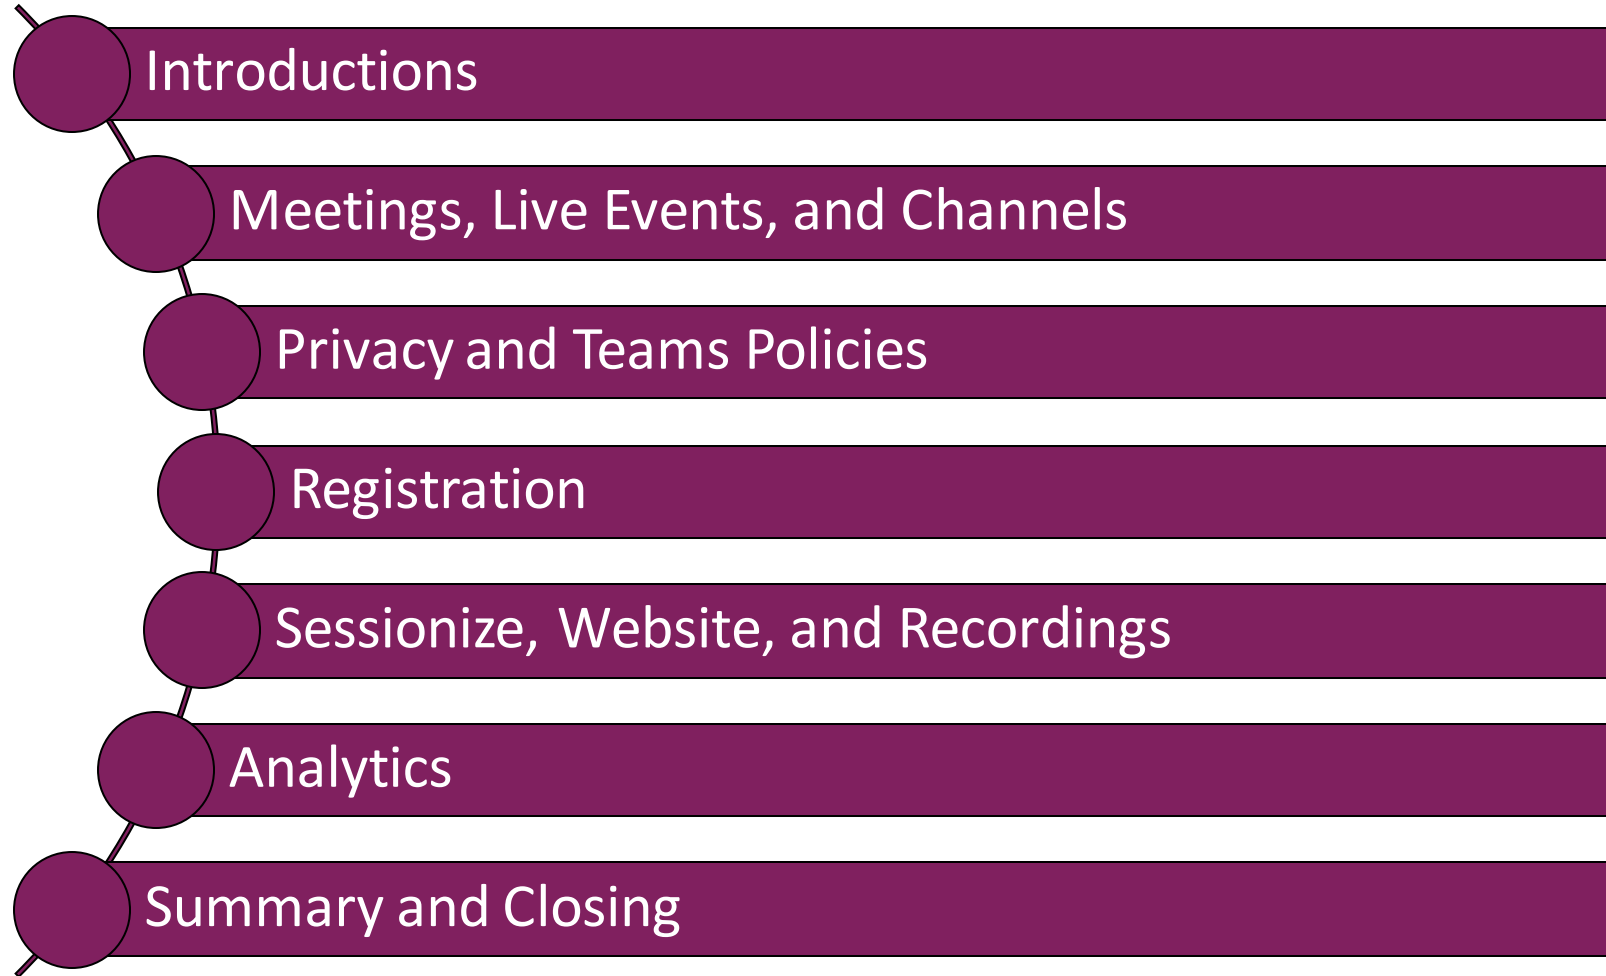 Introductions
Meetings, Live Events, and Channels
Privacy and Teams Policies
Registration
Sessionize, Website, and Recordings
Analytics
Summary and Closing